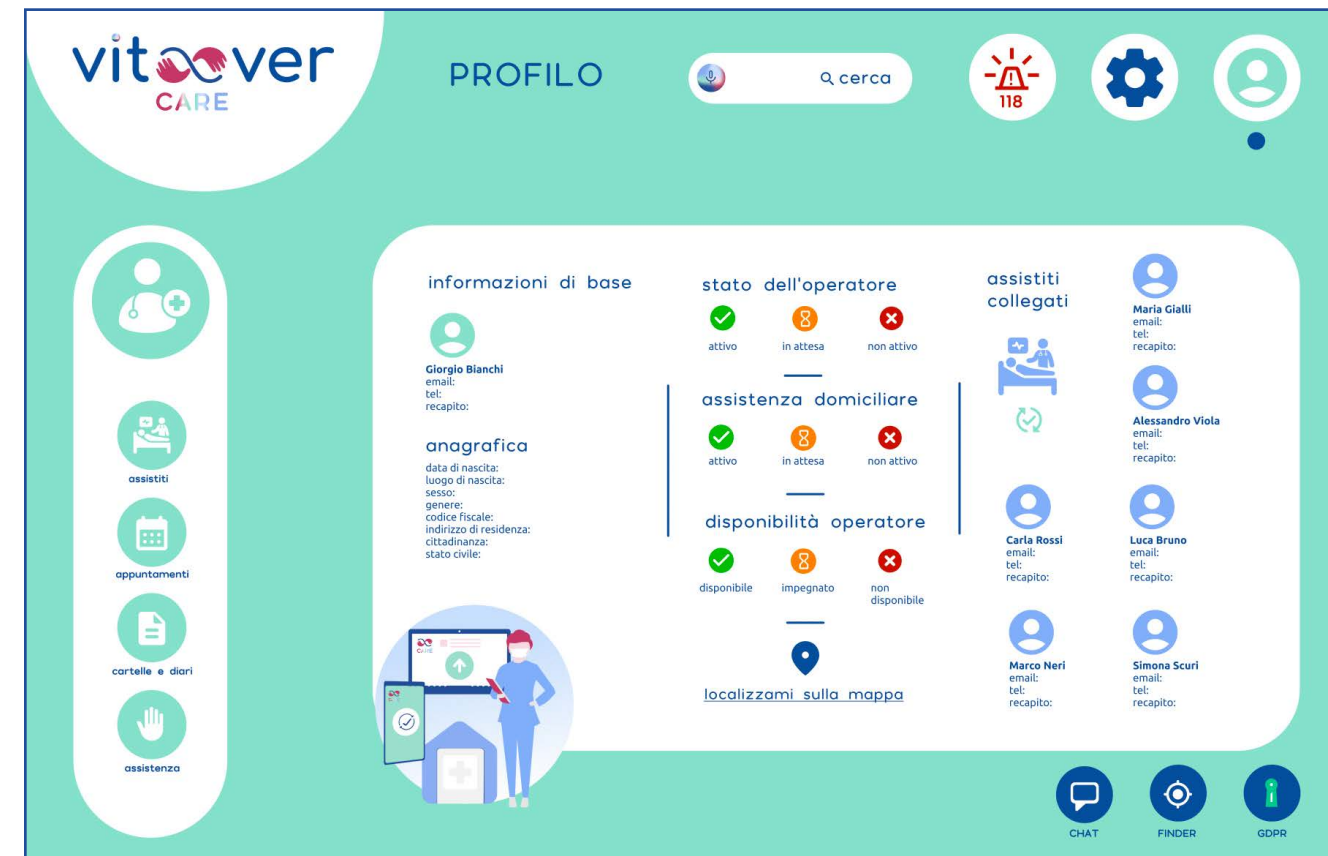 vitover
CARE
PROFILO
cerca
118
assistiti
appuntamenti
cartelle e diari
assistenza
informazioni di base
Giorgio Bianchi
email:
tel:
recapito:
anagrafica
data di nascita:
luogo di nascita:
sesso:
genere:
codice fiscale:
indirizzo di residenza:
cittadinanza:
stato civile:
CARE
stato dell'operatore
attivo
in attesa
non attivo
assistenza domiciliare
attivo
in attesa
non attivo
disponibilità operatore
disponibile
impegnato
non
disponibile
localizzami sulla mappa
assistiti
collegati
Maria Gialli
email:
tel:
recapito:
Alessandro Viola
email:
tel:
recapito:
Carla Rossi
email:
tel:
recapito:
Luca Bruno
email:
tel:
recapito:
Marco Neri
email:
tel:
recapito:
Simona Scuri
email:
tel:
recapito:
CHAT
FINDER
GDPR